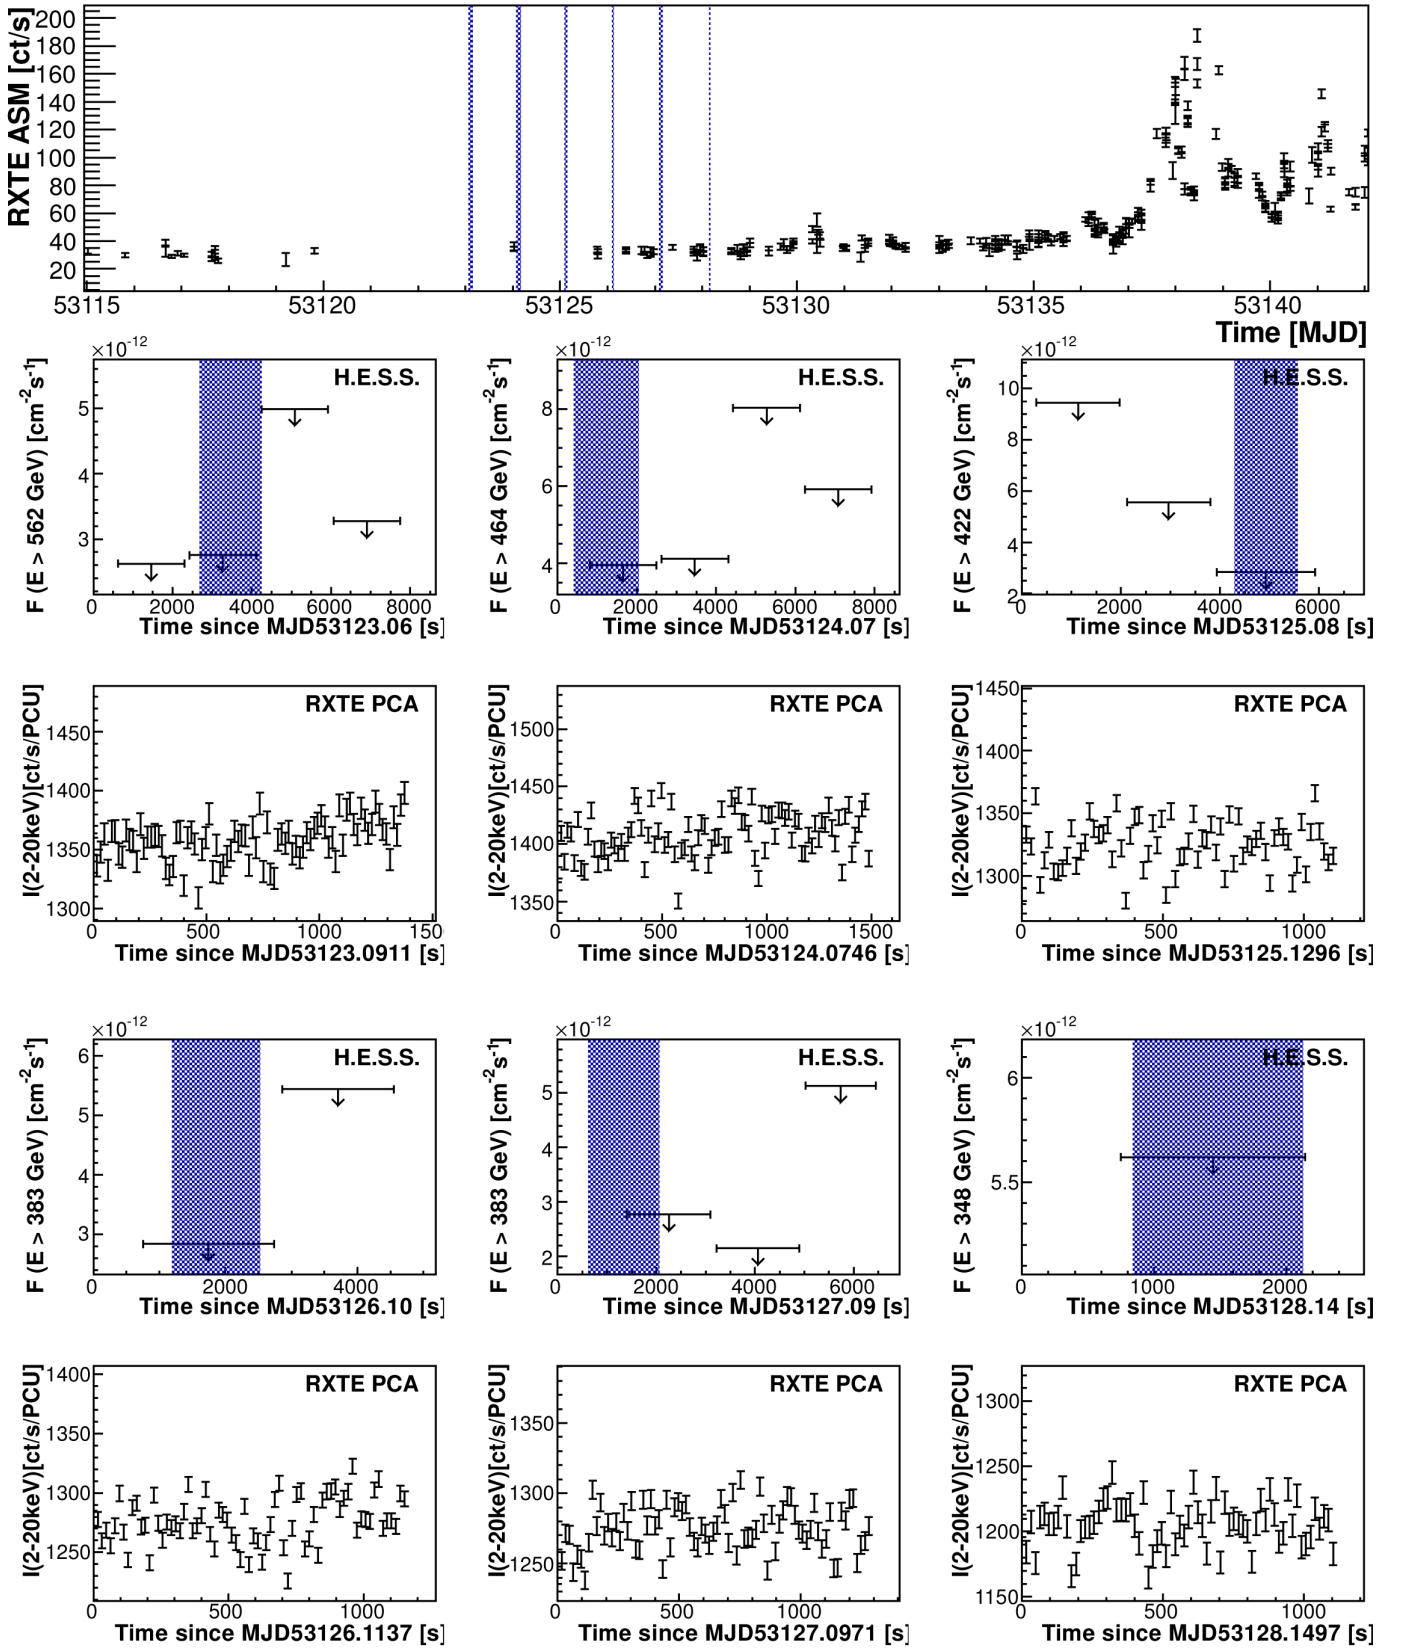 RXTE ASM [ct/s]
200
180
160
140
120
100
80
60
40
20
53115 53120 53125 53130 53135 53140
Time [MJD]
×10-12
F (E > 562 GeV) [cm-2s-1]
H.E.S.S.
5
4
3
0 2000 4000 6000 8000
Time since MJD53123.06 [s]
×10-12
F (E > 464 GeV) [cm-2s-1]
H.E.S.S.
8
6
4
0 2000 4000 6000 8000
Time since MJD53124.07 [s]
×10-12
F (E > 422 GeV) [cm-2s-1]
H.E.S.S.
10
8
6
4
2
0 2000 4000 6000
Time since MJD53125.08 [s]
I(2-20keV)[ct/s/PCU]
RXTE PCA
1450
1400
1350
1300
0 500 1000 150
Time since MJD53123.0911 [s]
I(2-20keV)[ct/s/PCU]
RXTE PCA
1500
1450
1400
1350
0 500 1000 1500
Time since MJD53124.0746 [s]
I(2-20keV)[ct/s/PCU]
RXTE PCA
1450
1400
1350
1300
0 500 1000
Time since MJD53125.1296 [s]
×10-12
F (E > 383 GeV) [cm-2s-1]
H.E.S.S.
6
5
4
3
0 2000 4000
Time since MJD53126.10 [s]
×10-12
F (E > 383 GeV) [cm-2s-1]
H.E.S.S.
5
4
3
2
0 2000 4000 6000
Time since MJD53127.09 [s]
×10-12
F (E > 348 GeV) [cm-2s-1]
H.E.S.S.
6
5.5
0 1000 2000
Time since MJD53128.14 [s]
I(2-20keV)[ct/s/PCU]
RXTE PCA
1400
1350
1300
1250
0 500 1000
Time since MJD53126.1137 [s]
I(2-20keV)[ct/s/PCU]
RXTE PCA
1350
1300
1250
0 500 1000
Time since MJD53127.0971 [s]
I(2-20keV)[ct/s/PCU]
RXTE PCA
1300
1250
1200
1150
0 500 1000
Time since MJD53128.1497 [s]